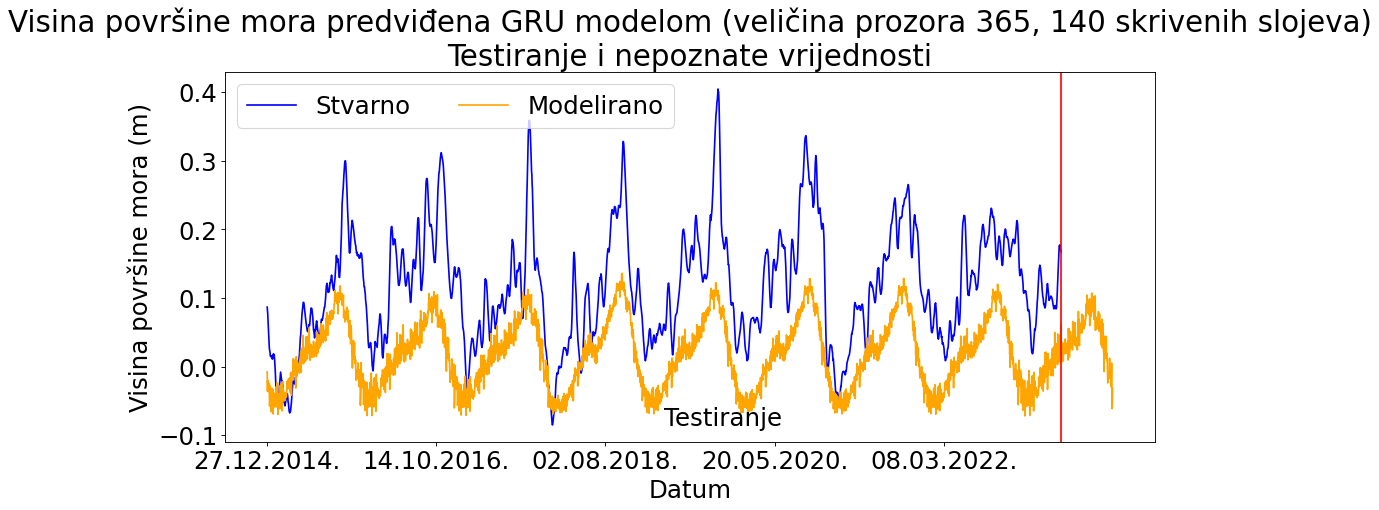 Visina površine mora predviđena GRU modelom (veličina prozora 365, 140 skrivenih slojeva)
Testiranje i nepoznate vrijednosti
Stvarno
Modelirano
0.4
0.3
0.2
0.1
0.0
−0.1
Visina površine mora (m)
Testiranje
27.12.2014.
14.10.2016.
02.08.2018.
20.05.2020.
08.03.2022.
Datum